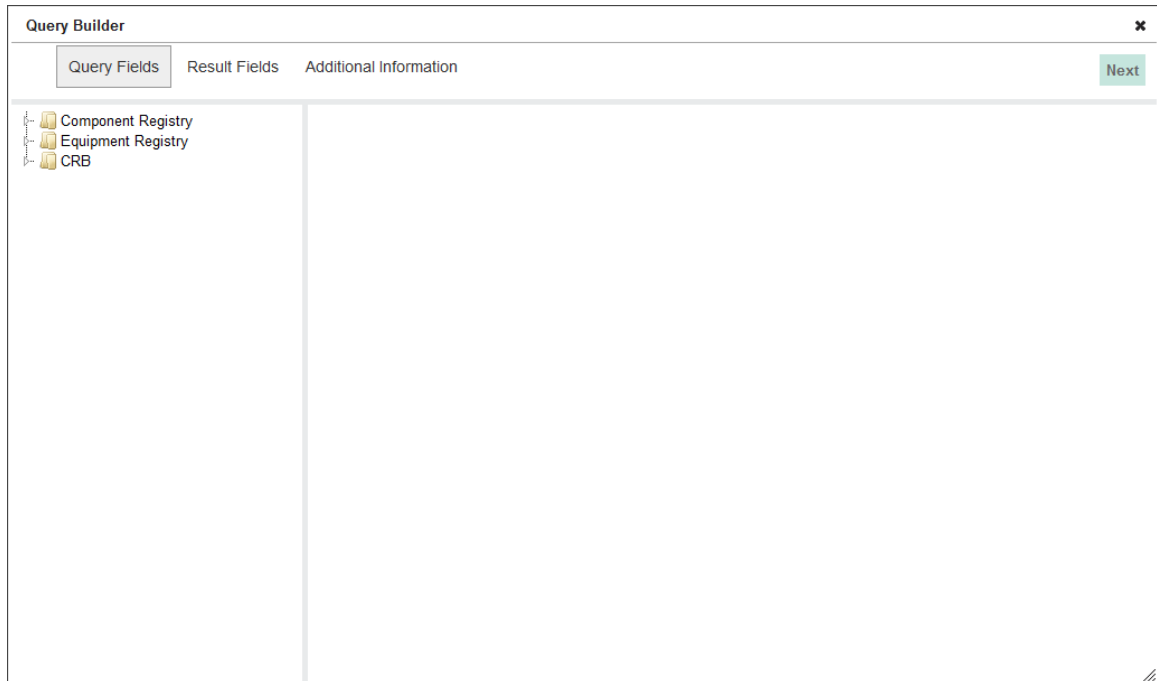 Query Builder
Query Fields Result Fields Additional Information Next
Component Registry
Equipment Registry
CRB